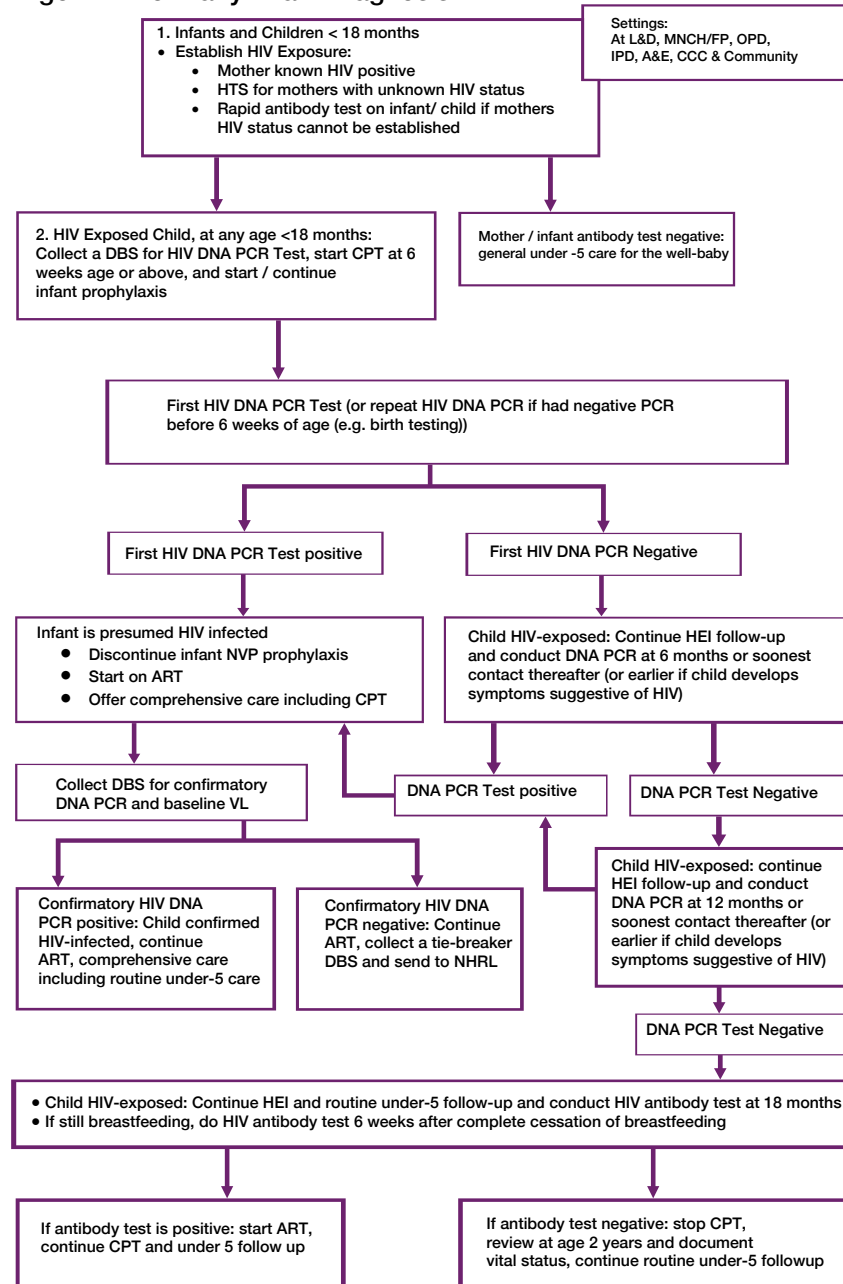 1. Infants and Children < 18 months
• Establish HIV Exposure:
• Mother known HIV positive
• HTS for mothers with unknown HIV status
• Rapid antibody test on infant/ child if mothers
HIV status cannot be established
Settings:
At L&D, MNCH/FP, OPD,
IPD, A&E, CCC & Community
2. HIV Exposed Child, at any age <18 months:
Collect a DBS for HIV DNA PCR Test, start CPT at 6
weeks age or above, and start / continue
infant prophylaxis
Mother / infant antibody test negative:
general under -5 care for the well-baby
First HIV DNA PCR Test (or repeat HIV DNA PCR if had negative PCR
before 6 weeks of age (e.g. birth testing))
First HIV DNA PCR Test positive
First HIV DNA PCR Negative
Infant is presumed HIV infected
● Discontinue infant NVP prophylaxis
● Start on ART
● Offer comprehensive care including CPT
Child HIV-exposed: Continue HEI follow-up
and conduct DNA PCR at 6 months or soonest
contact thereafter (or earlier if child develops
symptoms suggestive of HIV)
Collect DBS for confirmatory
DNA PCR and baseline VL
DNA PCR Test positive
DNA PCR Test Negative
Confirmatory HIV DNA
PCR positive: Child confirmed
HIV-infected, continue
ART, comprehensive care
including routine under-5 care
Confirmatory HIV DNA
PCR negative: Continue
ART, collect a tie-breaker
DBS and send to NHRL
Child HIV-exposed: continue
HEI follow-up and conduct
DNA PCR at 12 months or
soonest contact thereafter (or
earlier if child develops
symptoms suggestive of HIV)
DNA PCR Test Negative
• Child HIV-exposed: Continue HEI and routine under-5 follow-up and conduct HIV antibody test at 18 months
• If still breastfeeding, do HIV antibody test 6 weeks after complete cessation of breastfeeding
If antibody test is positive: start ART,
continue CPT and under 5 follow up
If antibody test negative: stop CPT,
review at age 2 years and document
vital status, continue routine under-5 followup